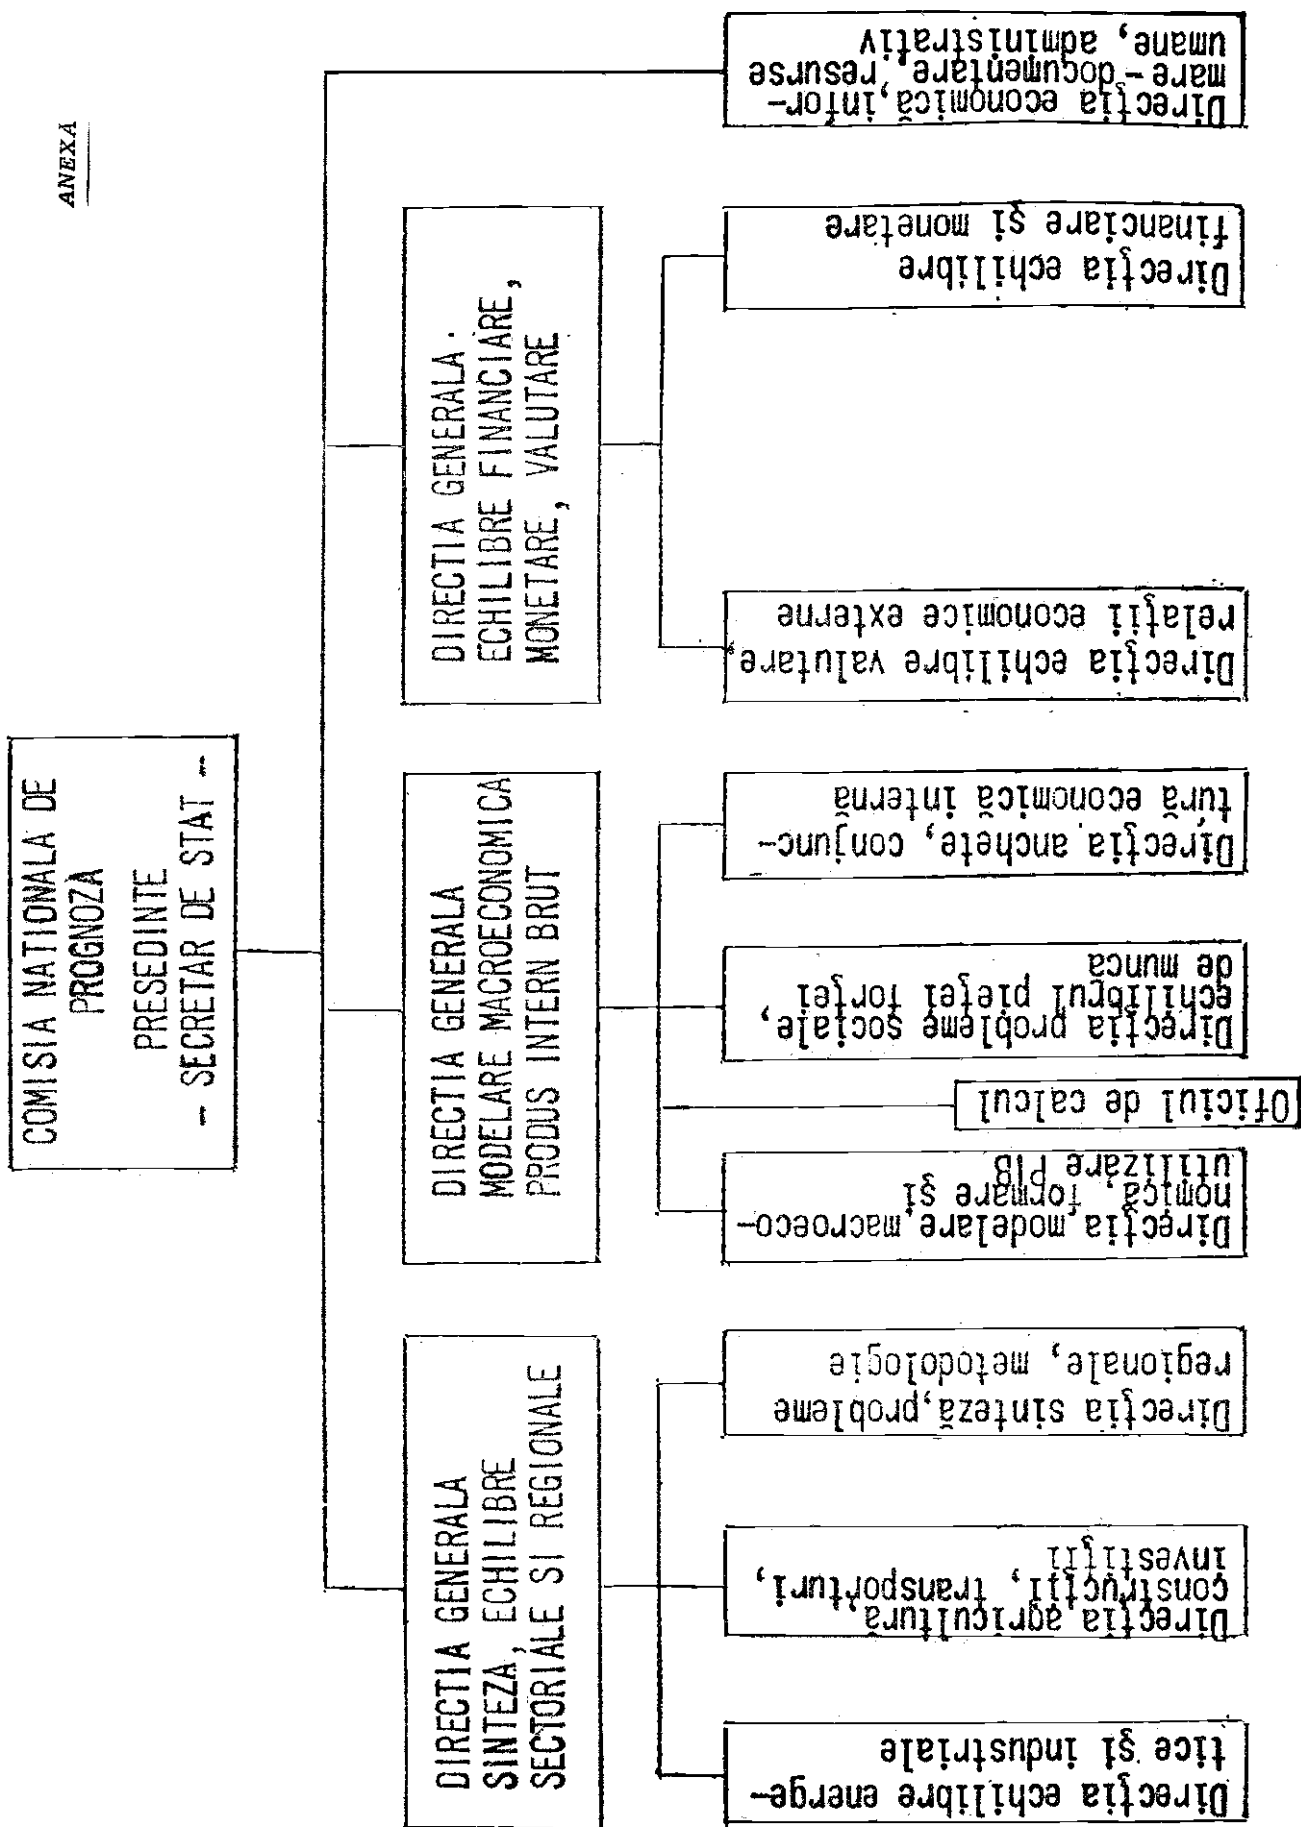 ANEXA
COMISIA NATIONALA DE
PROGNOZA
PRESEDINTE
- SECRETAR DE STAT -
DIRECTIA GENERALA
SINTEZA, ECHILIBRE
SECTORIALE SI REGIONALE
DIRECTIA GENERALA
MODELARE MACROECONOMICA
PRODUS INTERN BRUT
DIRECTIA GENERALA
ECHILIBRE FINANCIARE,
MONETARE, VALUTARE
Direcţia echilibre energe-
tice şi industriale
Direcţia agricultură,
construcţii, transporturi,
investiţii
Direcţia sinteză, probleme
regionale, metodologie
Direcţia modelare macroeco-
nomică, formare şi
utilizare PIB
Oficiul de calcul
Direcţia probleme sociale,
echilibrul pieţei forţei
de munca
Direcţia anchete, conjunc-
tură economică internă
Direcţia echilibre valutare
relaţii economice externe
Direcţia echilibre
financiare şi monetare
Direcţia economică, infor-
mare-documentare, resurse
umane, administrativ